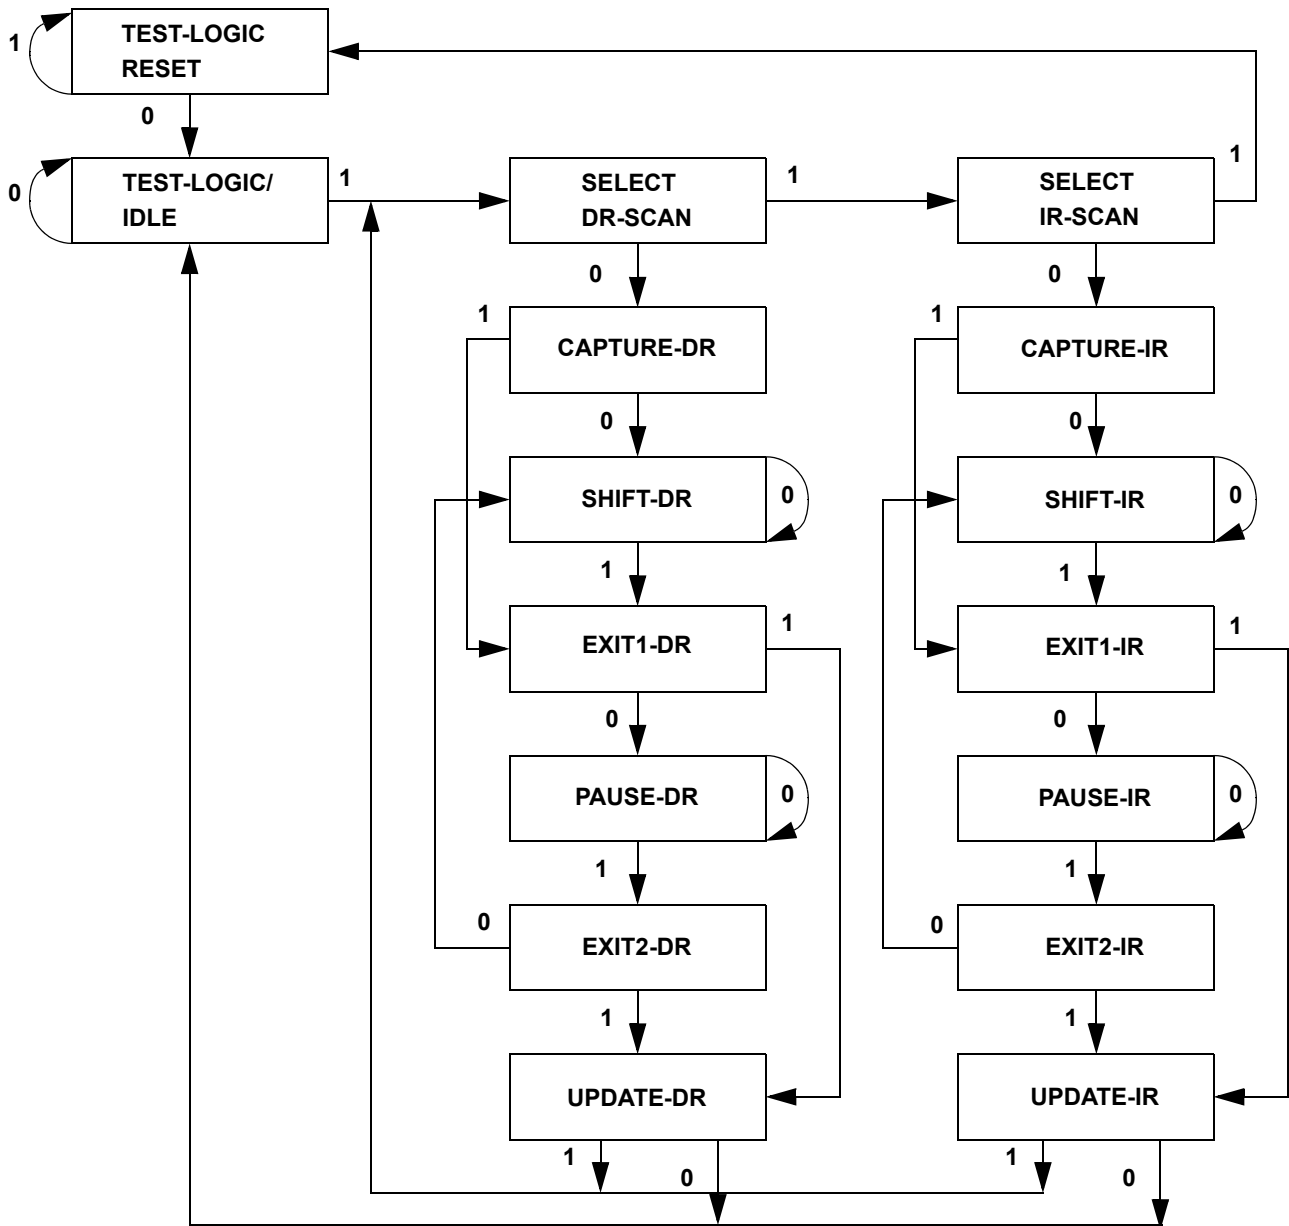 TEST-LOGIC
RESET
1
0
TEST-LOGIC/
IDLE
0
1
SELECT
DR-SCAN
1
SELECT
IR-SCAN
1
0
0
1
CAPTURE-DR
1
CAPTURE-IR
0
0
SHIFT-DR
0
SHIFT-IR
0
1
1
EXIT1-DR
1
EXIT1-IR
1
0
0
PAUSE-DR
0
PAUSE-IR
0
1
1
0
EXIT2-DR
0
EXIT2-IR
1
1
UPDATE-DR
UPDATE-IR
1
0
1
0